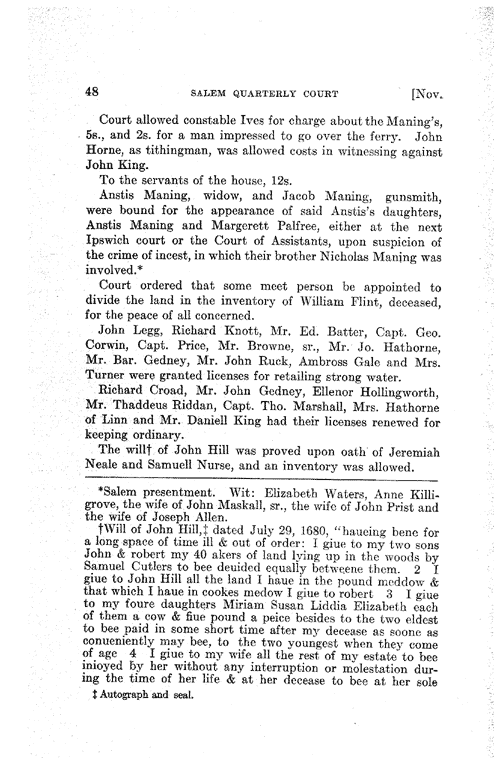 48 SALEM QUARTERLY COURT [Nov.
Court allowed constable Ives for charge about the Maning's,
5s., and 2s. for a man impressed to go over the ferry. John
Horne, as tithingman, was allowed costs in witnessing against
John King.
To the servants of the house, 12s.
Anstis Maning, widow, and Jacob Maning, gunsmith,
were bound for the appearance of said Anstis's daughters,
Anstis Maning and Margerett Palfree, either at the next
Ipswich court or the Court of Assistants, upon suspicion of
the crime of incest, in which their brother Nicholas Maning was
involved.*
Court ordered that some meet person be appointed to
divide the land in the inventory of William Flint, deceased,
for the peace of all concerned.
John Legg, Richard Knott, Mr. Ed. Batter, Capt. Geo.
Corwin, Capt. Price, Mr. Browne, sr., Mr. Jo. Hathorne,
Mr. Bar. Gedney, Mr. John Ruck, Ambross Gale and Mrs.
Turner were granted licenses for retailing strong water.
Richard Croad, Mr. John Gedney, Ellenor Hollingworth,
Mr. Thaddeus Riddan, Capt. Tho. Marshall, Mrs. Hathorne
of Linn and Mr. Daniell King had their licenses renewed for
keeping ordinary.
The will† of John Hill was proved upon oath of Jeremiah
Neale and Samuell Nurse, and an inventory was allowed.
*Salem presentment. Wit: Elizabeth Waters, Anne Killi-
grove, the wife of John Maskall, sr., the wife of John Prist and
the wife of Joseph Allen.
†Will of John Hill,‡ dated July 29, 1680, "haueing bene for
a long space of time ill & out of order: I giue to my two sons
John & robert my 40 akers of land lying up in the woods by
Samuel Cutlers to bee deuided equally betweene them. 2 I
giue to John Hill all the land I haue in the pound meddow &
that which I haue in cookes medow I giue to robert 3 I giue
to my foure daughters Miriam Susan Liddia Elizabeth each
of them a cow & fiue pound a peice besides to the two eldest
to bee paid in some short time after my decease as soone as
conueniently may bee, to the two youngest when they come
of age 4 I giue to my wife all the rest of my estate to bee
inioyed by her without any interruption or molestation dur-
ing the time of her life & at her decease to bee at her sole
‡ Autograph and seal.